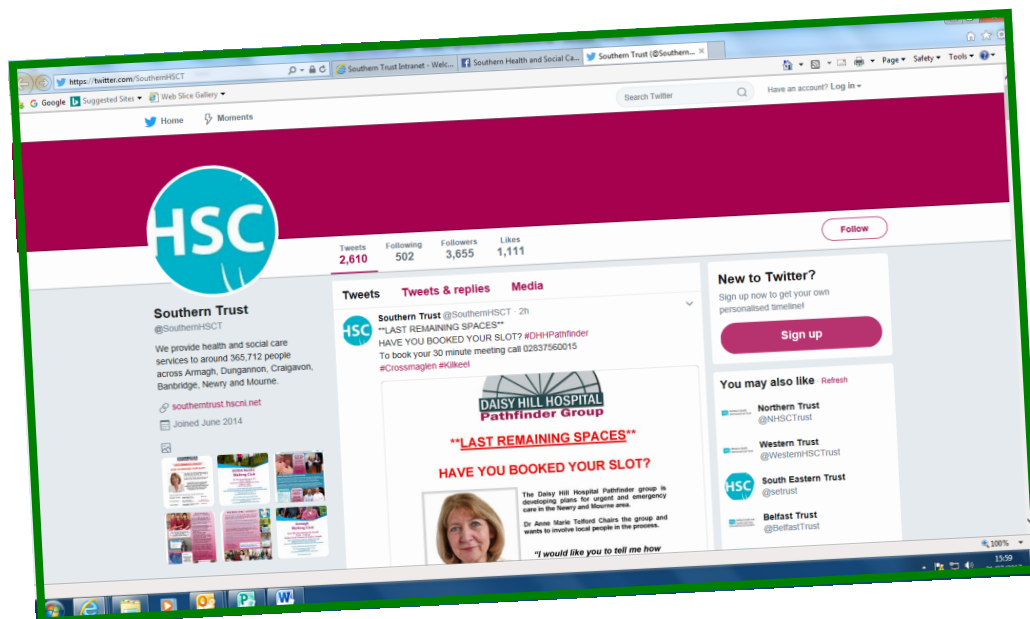 https://twitter.com/SouthernHSCT
Southern Trust Intranet - Welc...
Southern Health and Social Ca...
Southern Trust (@Southern...
Google
Suggested Sites
Web Slice Gallery
Page
Safety
Tools
Home
Moments
Search Twitter
Have an account? Log in
HSC
Tweets
2,610
Following
502
Followers
3,655
Likes
1,111
Follow
Southern Trust
@SouthernHSCT
We provide health and social care
services to around 365,712 people
across Armagh, Dungannon, Craigavon,
Banbridge, Newry and Mourne.
southerntrust.hscni.net
Joined June 2014
Tweets
Tweets & replies
Media
HSC
Southern Trust @SouthernHSCT · 2h
**LAST REMAINING SPACES**
HAVE YOU BOOKED YOUR SLOT? #DHHPathfinder
To book your 30 minute meeting call 02837560015
#Crossmaglen #Kilkeel
DAISY HILL HOSPITAL
Pathfinder Group
**LAST REMAINING SPACES**
HAVE YOU BOOKED YOUR SLOT?
The Daisy Hill Hospital Pathfinder group is
developing plans for urgent and emergency
care in the Newry and Mourne area.
Dr Anne Marie Telford Chairs the group and
wants to involve local people in the process.
"I would like you to tell me how
New to Twitter?
Sign up now to get your own
personalised timeline!
Sign up
You may also like · Refresh
Northern Trust
@NHSCTrust
Western Trust
@WesternHSCTrust
HSC
South Eastern Trust
@setrust
Belfast Trust
@BelfastTrust
100%
15:59